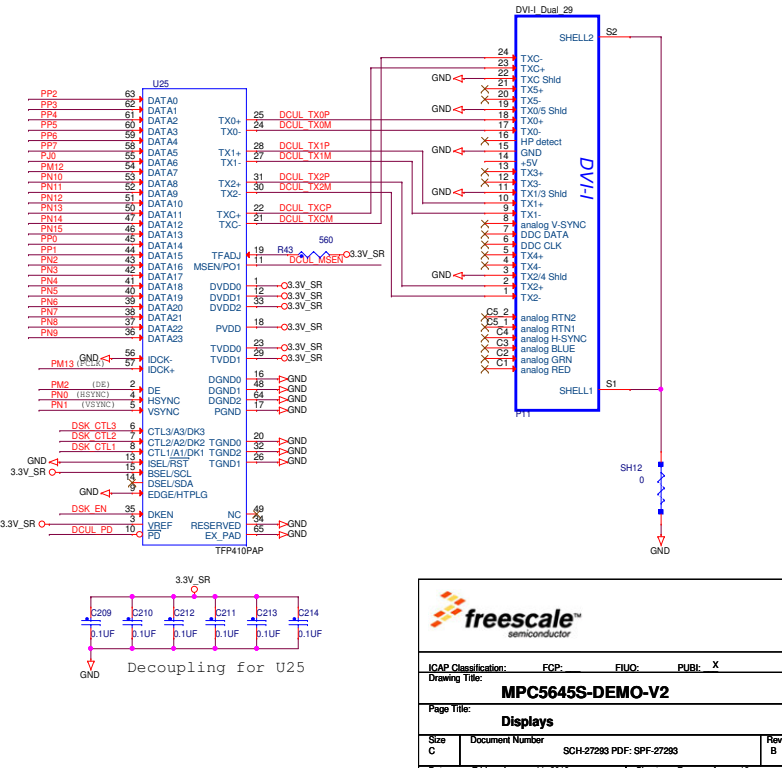 DVI-I_Dual_29
SHELL2 S2
24 TXC-
23 TXC+
GND 22 TXC Shld
21 TX5+
20 TX5-
GND 19 TX0/5 Shld
18 TX0+
17 TX0-
16 HP detect
GND 15 GND
14 +5V
13 TX3+
12 TX3-
GND 11 TX1/3 Shld
10 TX1+
9 TX1-
8 analog V-SYNC
7 DDC DATA
6 DDC CLK
5 TX4+
4 TX4-
GND 3 TX2/4 Shld
2 TX2+
1 TX2-
C5_2 analog RTN2
C5_1 analog RTN1
C4 analog H-SYNC
C3 analog BLUE
C2 analog GRN
C1 analog RED
SHELL1 S1
DVI-I
P11
SH12
0
GND
U25
PP2 63 DATA0
PP3 62 DATA1
PP4 61 DATA2
PP5 60 DATA3
PP6 59 DATA4
PP7 58 DATA5
PJ0 55 DATA6
PM12 54 DATA7
PN10 53 DATA8
PN11 52 DATA9
PN12 51 DATA10
PN13 50 DATA11
PN14 47 DATA12
PN15 46 DATA13
PP0 45 DATA14
PP1 44 DATA15
PN2 43 DATA16
PN3 42 DATA17
PN4 41 DATA18
PN5 40 DATA19
PN6 39 DATA20
PN7 38 DATA21
PN8 37 DATA22
PN9 36 DATA23
GND 56 IDCK-
PM13 (PCLK) 57 IDCK+
PM2 (DE) 2 DE
PN0 (HSYNC) 4 HSYNC
PN1 (VSYNC) 5 VSYNC
DSK_CTL3 6 CTL3/A3/DK3
DSK_CTL2 7 CTL2/A2/DK2
DSK_CTL1 8 CTL1/A1/DK1
GND 13 ISEL/RST
3.3V_SR 15 BSEL/SCL
14 DSEL/SDA
GND 9 EDGE/HTPLG
DSK_EN 35 DKEN
3.3V_SR 3 VREF
DCUL_PD 10 PD
TX0+ 25 DCUL_TX0P
TX0- 24 DCUL_TX0M
TX1+ 28 DCUL_TX1P
TX1- 27 DCUL_TX1M
TX2+ 31 DCUL_TX2P
TX2- 30 DCUL_TX2M
TXC+ 22 DCUL_TXCP
TXC- 21 DCUL_TXCM
TFADJ 19 R43 560 3.3V_SR
MSEN/PO1 11 DCUL_MSEN
DVDD0 1 3.3V_SR
DVDD1 12 3.3V_SR
DVDD2 33 3.3V_SR
PVDD 18 3.3V_SR
TVDD0 23 3.3V_SR
TVDD1 29 3.3V_SR
DGND0 16 GND
DGND1 48 GND
DGND2 64 GND
PGND 17 GND
TGND0 20 GND
TGND2 32 GND
TGND1 26 GND
NC 49
RESERVED 34 GND
EX_PAD 65 GND
TFP410PAP
3.3V_SR
C209 C210 C212 C211 C213 C214
0.1UF 0.1UF 0.1UF 0.1UF 0.1UF 0.1UF
GND
Decoupling for U25
freescale™
semiconductor
ICAP Classification: FCP: ___ FIUO: PUBI: X
Drawing Title:
MPC5645S-DEMO-V2
Page Title:
Displays
Size Document Number Rev
C SCH-27293 PDF: SPF-27293 B